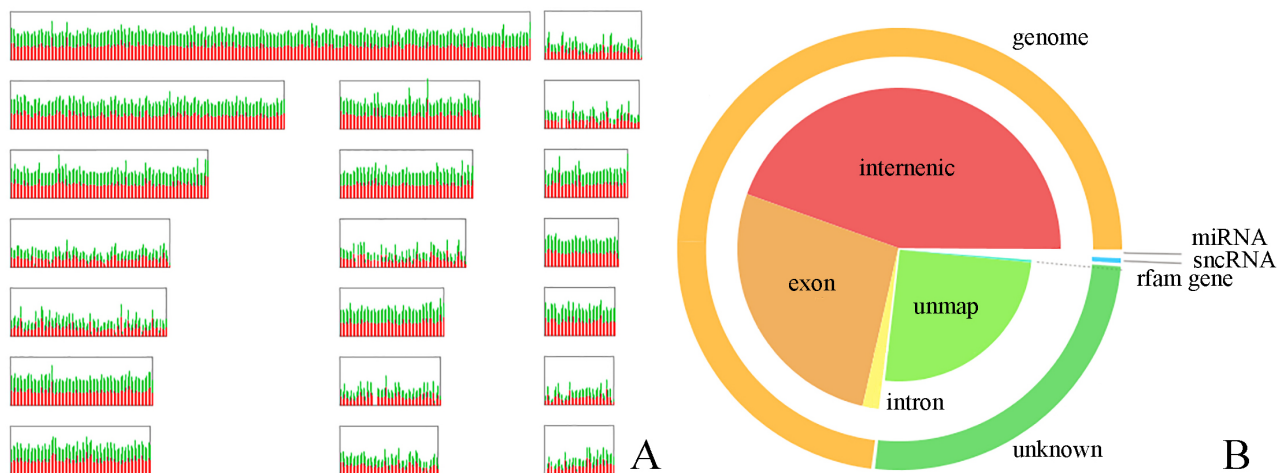 genome
internenic
miRNA
sncRNA
rfam gene
exon
unmap
intron
unknown
A
B